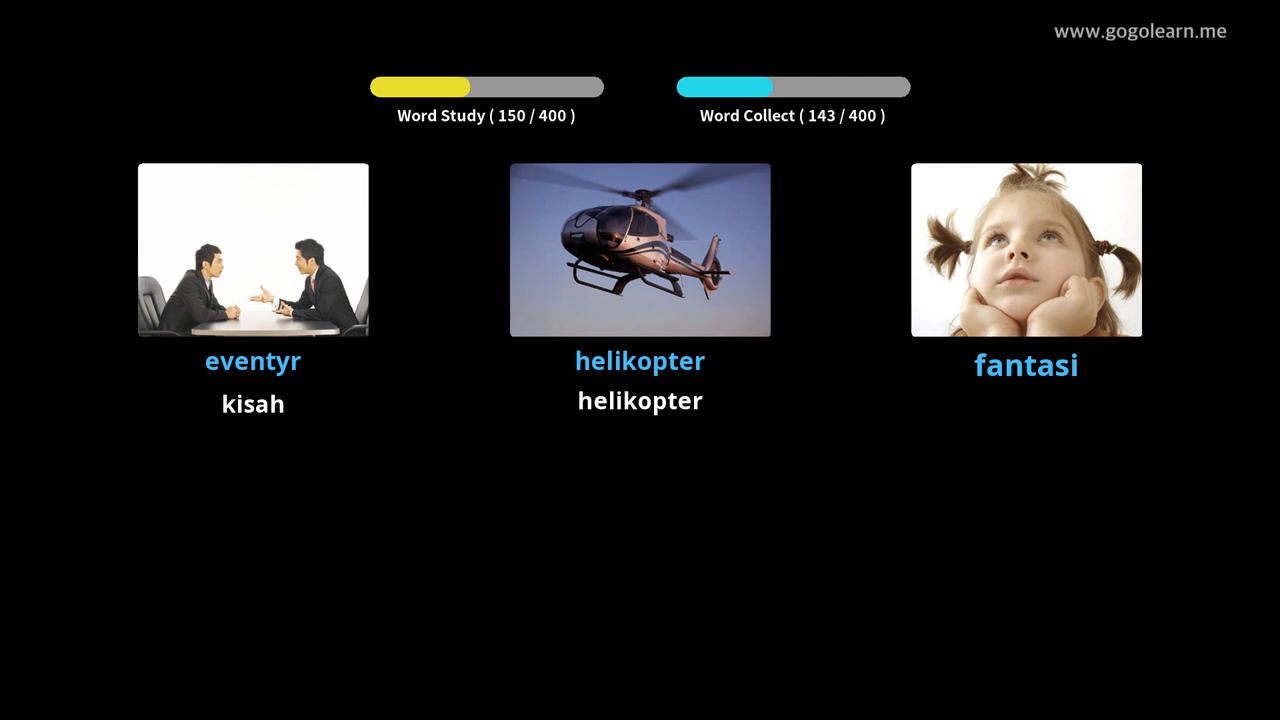 www.gogolearn.me
Word Study ( 150 / 400 )
Word Collect ( 143 / 400 )
eventyr
kisah
helikopter
helikopter
fantasi